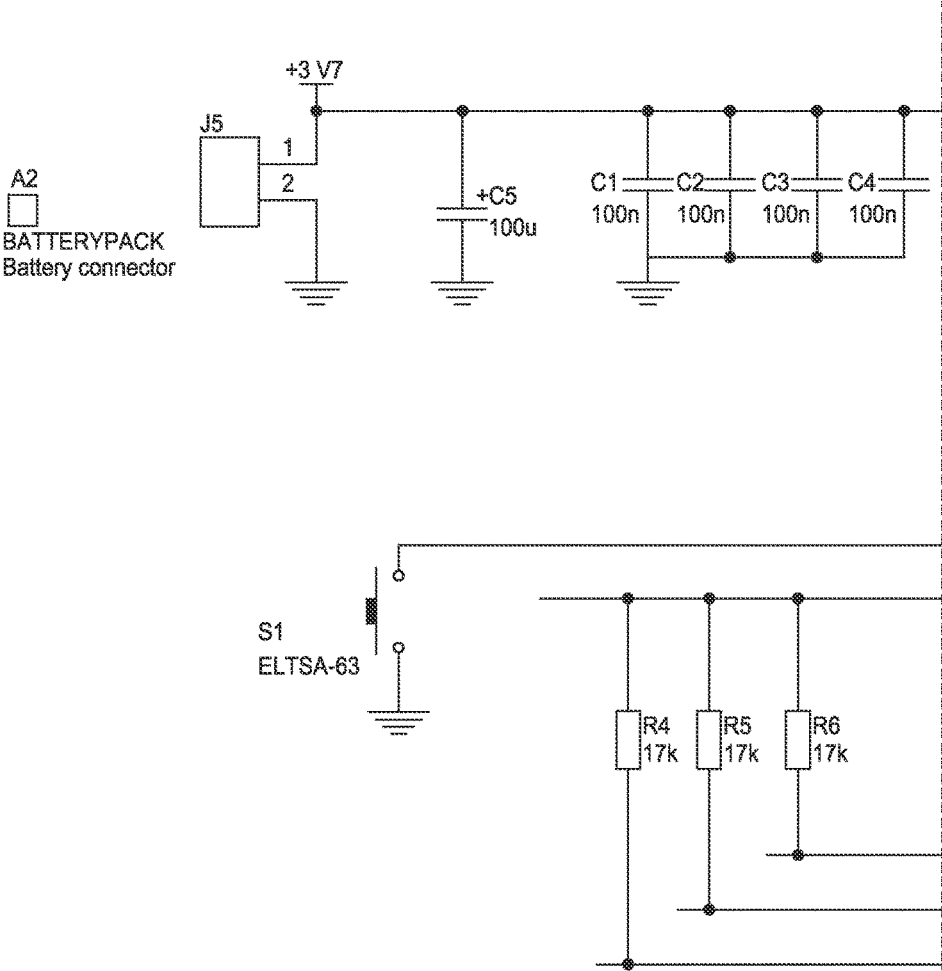 +3 V7
J5
1
2
A2
BATTERYPACK
Battery connector
+C5
100u
C1
100n
C2
100n
C3
100n
C4
100n
S1
ELTSA-63
R4
17k
R5
17k
R6
17k